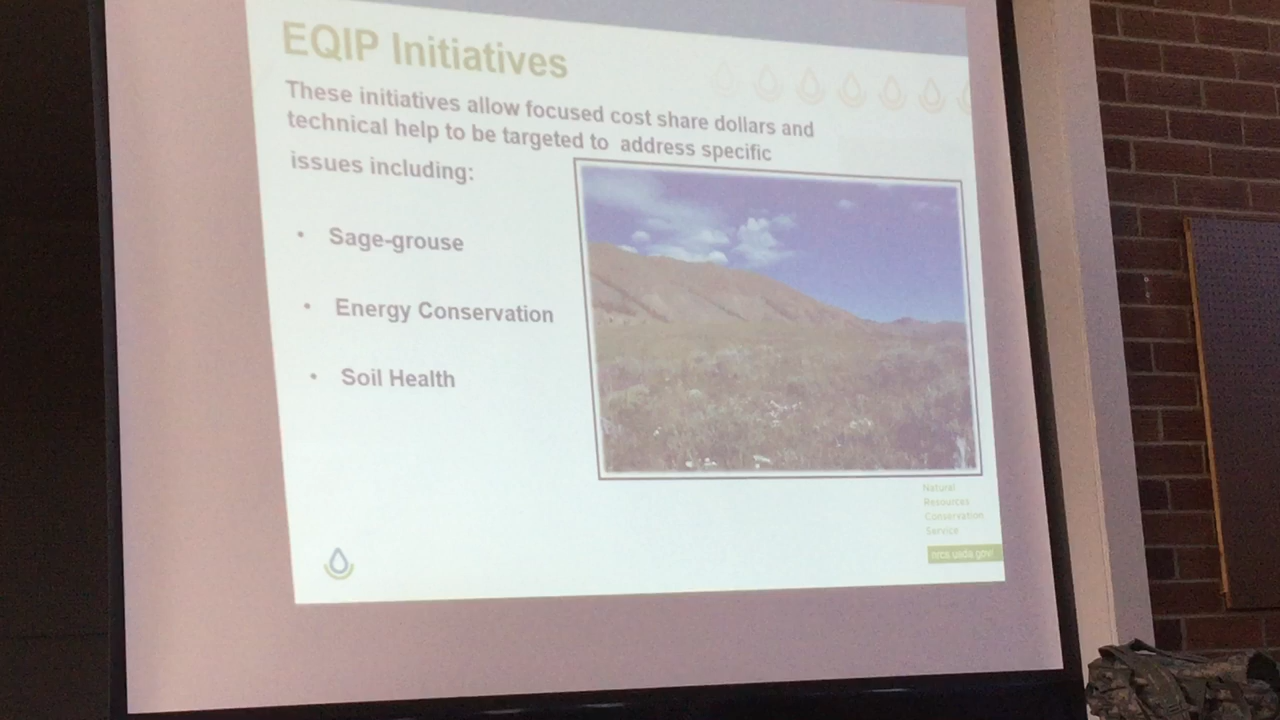 EQIP Initiatives
These initiatives allow focused cost share dollars and
technical help to be targeted to address specific
issues including:
• Sage-grouse
• Energy Conservation
• Soil Health
Natural
Resources
Conservation
Service
nrcs.usda.gov/